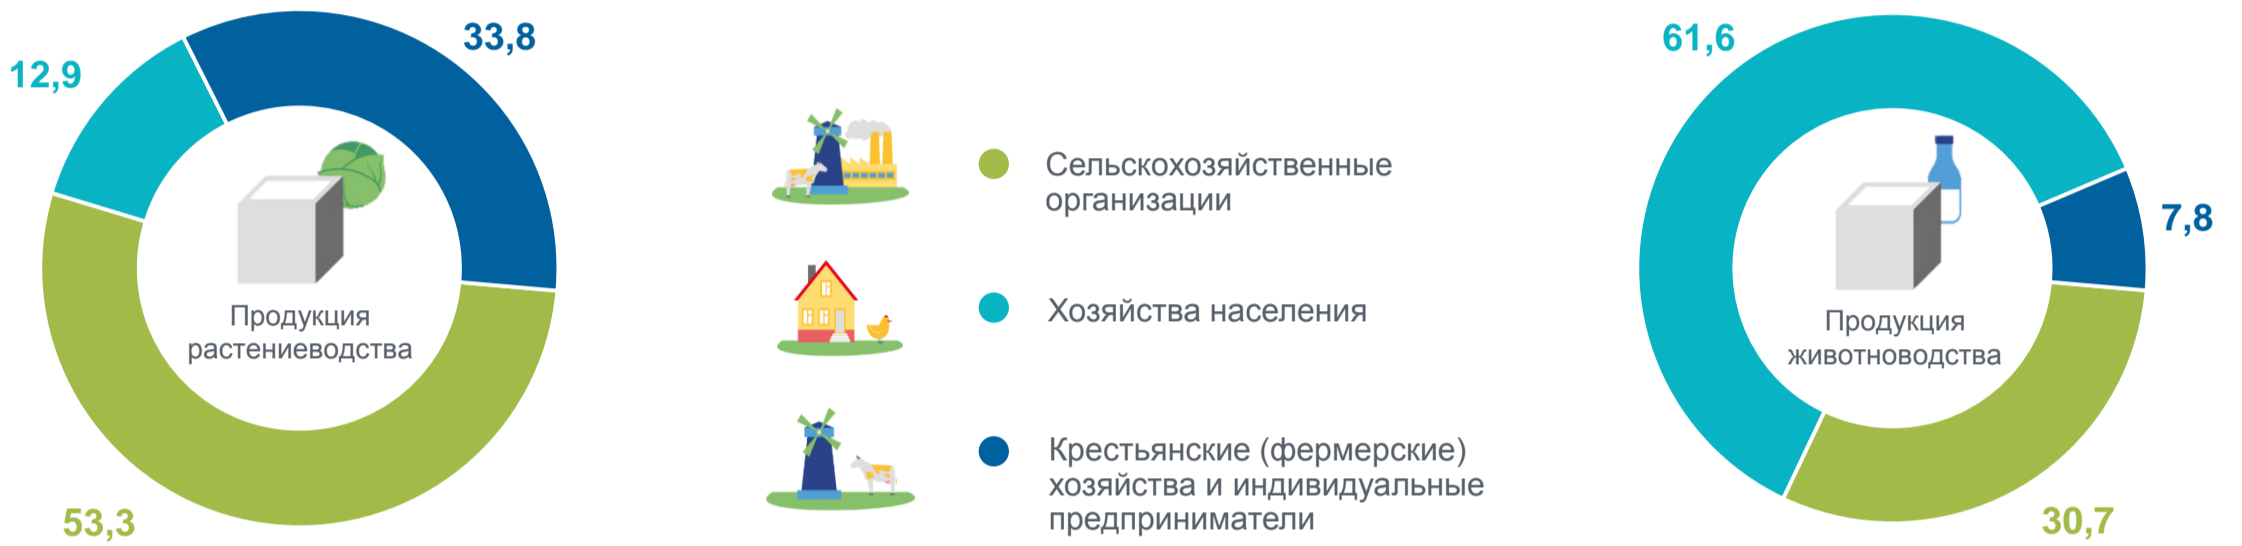 33,8
12,9
Продукция
растениеводства
53,3
Сельскохозяйственные
организации
Хозяйства населения
Крестьянские (фермерские)
хозяйства и индивидуальные
предприниматели
61,6
7,8
Продукция
животноводства
30,7